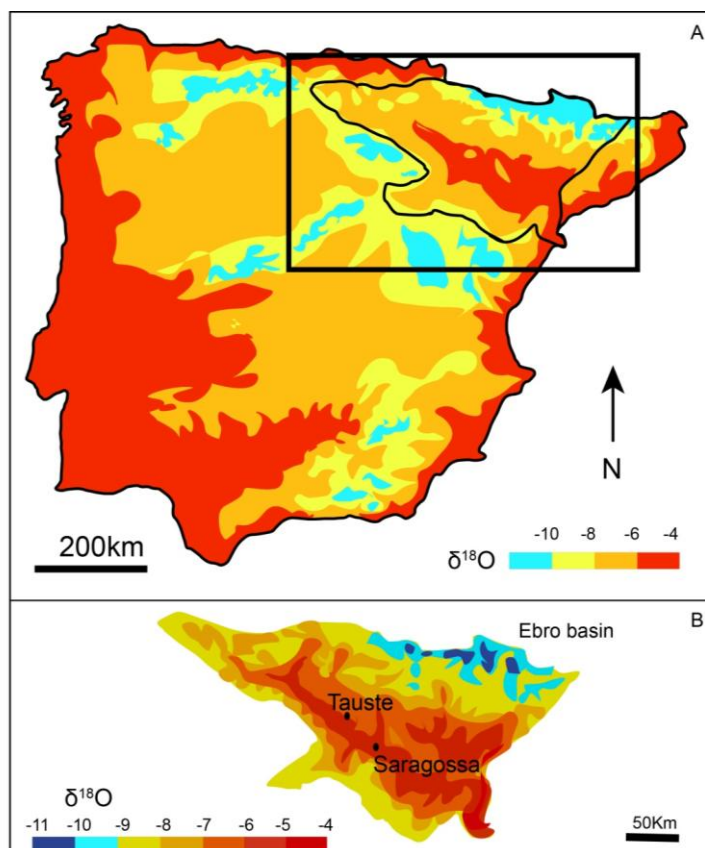 A
N
200km
δ¹⁸O
-10 -8 -6 -4
B
Ebro basin
Tauste
Saragossa
δ¹⁸O
-11 -10 -9 -8 -7 -6 -5 -4
50Km